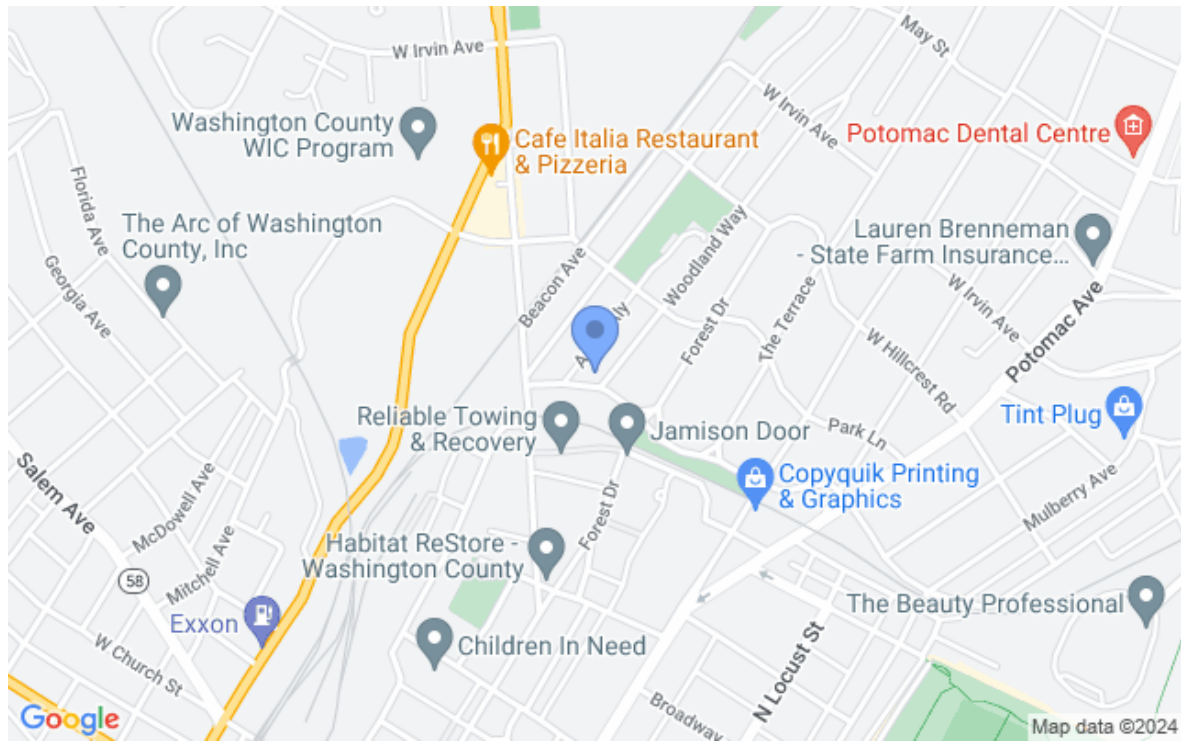 W Irvin Ave
May St
Washington County
WIC Program
Cafe Italia Restaurant
& Pizzeria
W Irvin Ave
Potomac Dental Centre
Florida Ave
The Arc of Washington
County, Inc
Georgia Ave
Beacon Ave
Woodland Way
Lauren Brenneman
- State Farm Insurance...
W Irvin Ave
Potomac Ave
Forest Dr
The Terrace
W Hillcrest Rd
Reliable Towing
& Recovery
Jamison Door
Park Ln
Tint Plug
Copyquik Printing
& Graphics
Mulberry Ave
Salem Ave
McDowell Ave
Mitchell Ave
58
Forest Dr
Habitat ReStore -
Washington County
Exxon
The Beauty Professional
Children In Need
W Church St
N Locust St
Broadway
Google
Map data ©2024